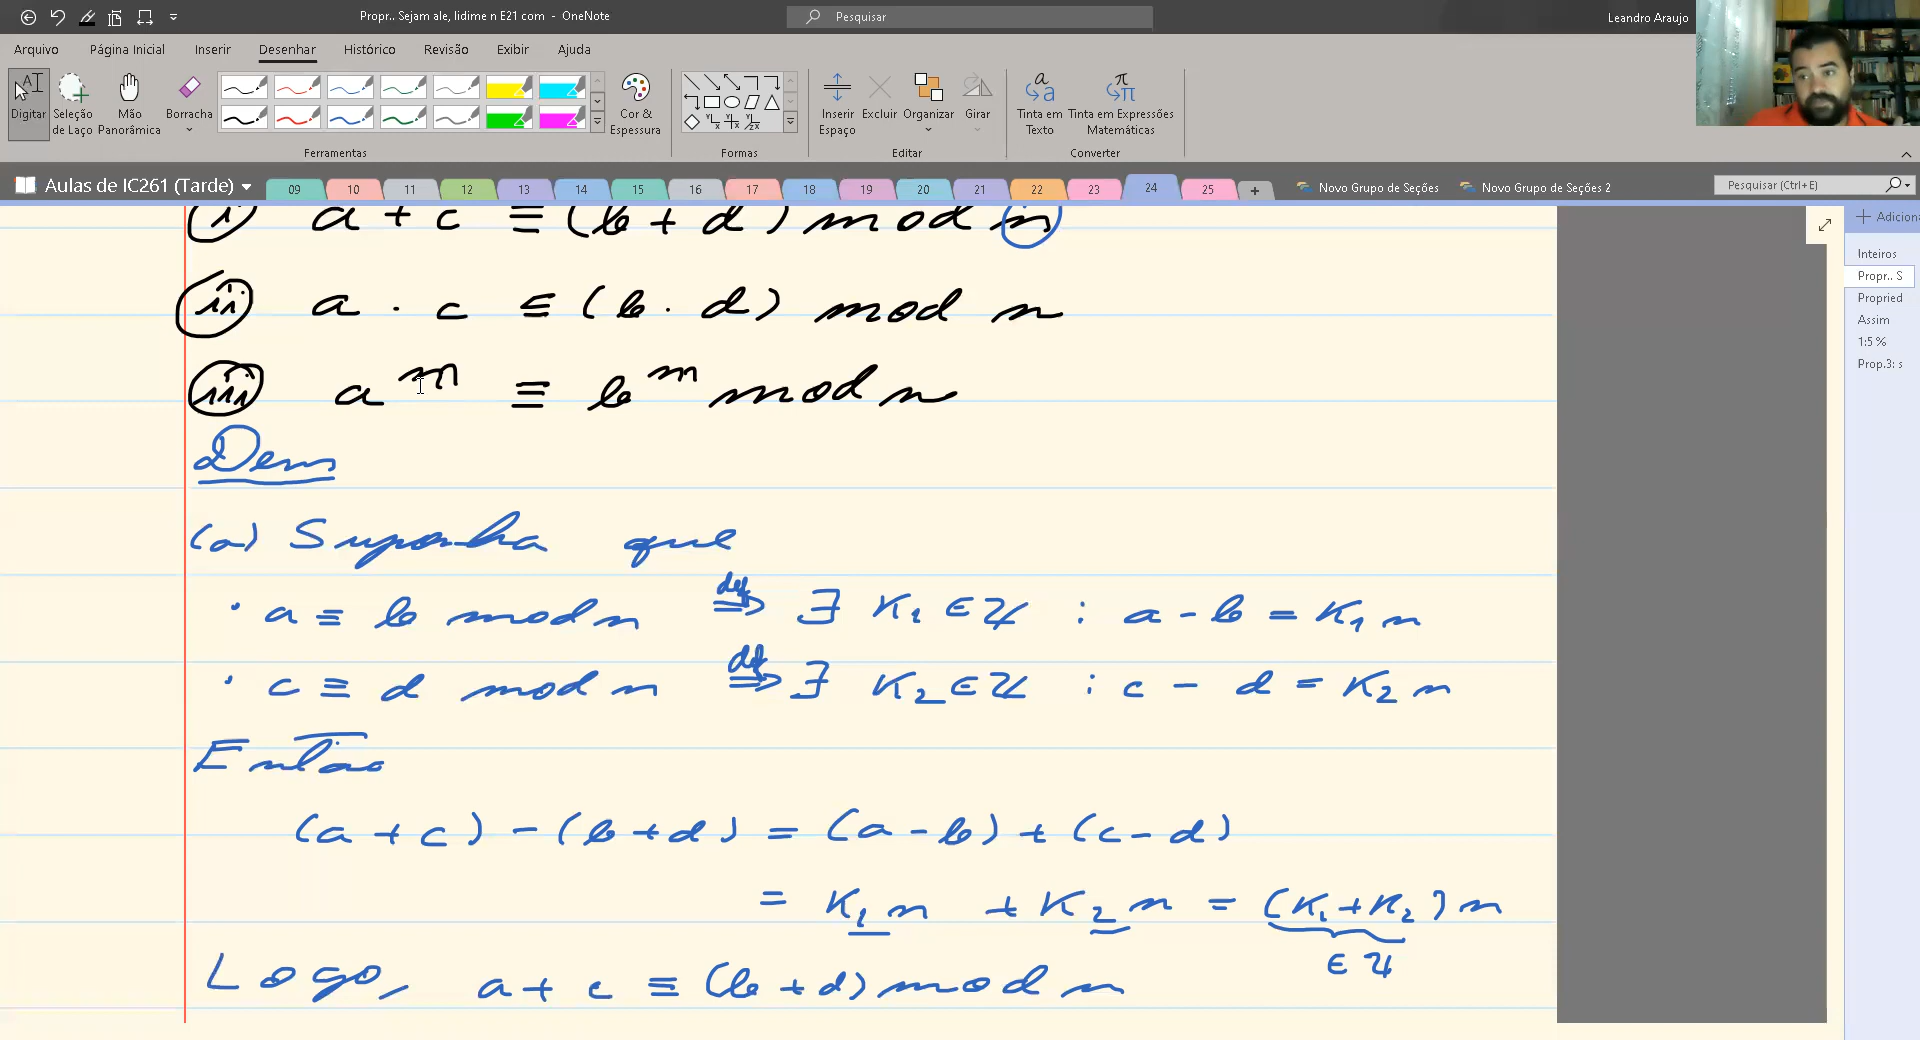 Propr.. Sejam ale, lidime n E21 com - OneNote
Pesquisar
Leandro Araujo
Arquivo Página Inicial Inserir Desenhar Histórico Revisão Exibir Ajuda
Digitar
Seleção de Laço
Mão Panorâmica
Borracha
Cor & Espessura
Inserir Espaço
Excluir
Organizar
Girar
Tinta em Texto
Tinta em Expressões Matemáticas
Ferramentas
Formas
Editar
Converter
Aulas de IC261 (Tarde)
09 10 11 12 13 14 15 16 17 18 19 20 21 22 23 24 25 +
Novo Grupo de Seções
Novo Grupo de Seções 2
Pesquisar (Ctrl+E)
Adiciona
Inteiros
Propr.. S
Propried
Assim
1:5 %
Prop.3: s
i a + c ≡ (b + d) mod n
ii a · c ≡ (b · d) mod n
iii a^m ≡ b^m mod n
Dem
(a) Suponha que
· a ≡ b mod n ⇒ def ∃ K₁ ∈ ℤ : a - b = K₁ n
· c ≡ d mod n ⇒ def ∃ K₂ ∈ ℤ : c - d = K₂ n
Então
(a + c) - (b + d) = (a - b) + (c - d)
= K₁ n + K₂ n = (K₁ + K₂) n
∈ ℤ
Logo, a + c ≡ (b + d) mod n